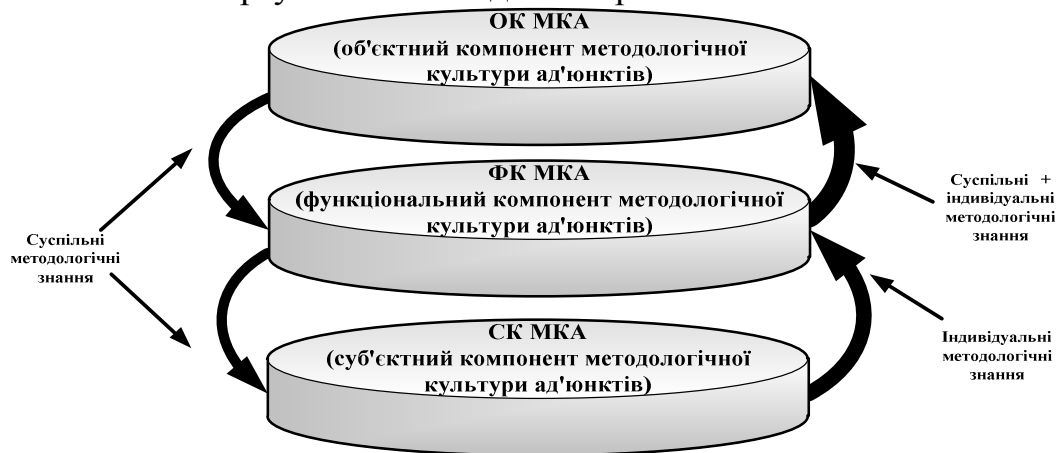 ОК МКА
(об'єктний компонент методологічної
культури ад'юнктів)
ФК МКА
(функціональний компонент методологічної
культури ад'юнктів)
СК МКА
(суб'єктний компонент методологічної
культури ад'юнктів)
Суспільні
методологічні
знання
Суспільні +
індивідуальні
методологічні
знання
Індивідуальні
методологічні
знання